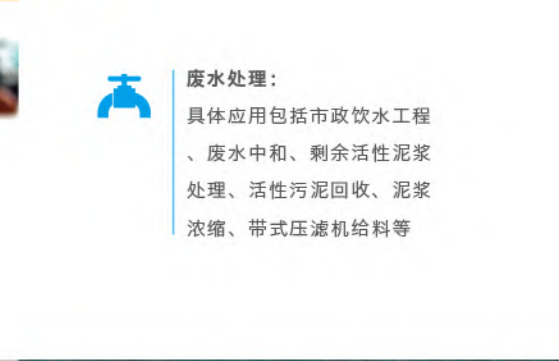 废水处理：
具体应用包括市政饮水工程
、废水中和、剩余活性泥浆
处理、活性污泥回收、泥浆
浓缩、带式压滤机给料等